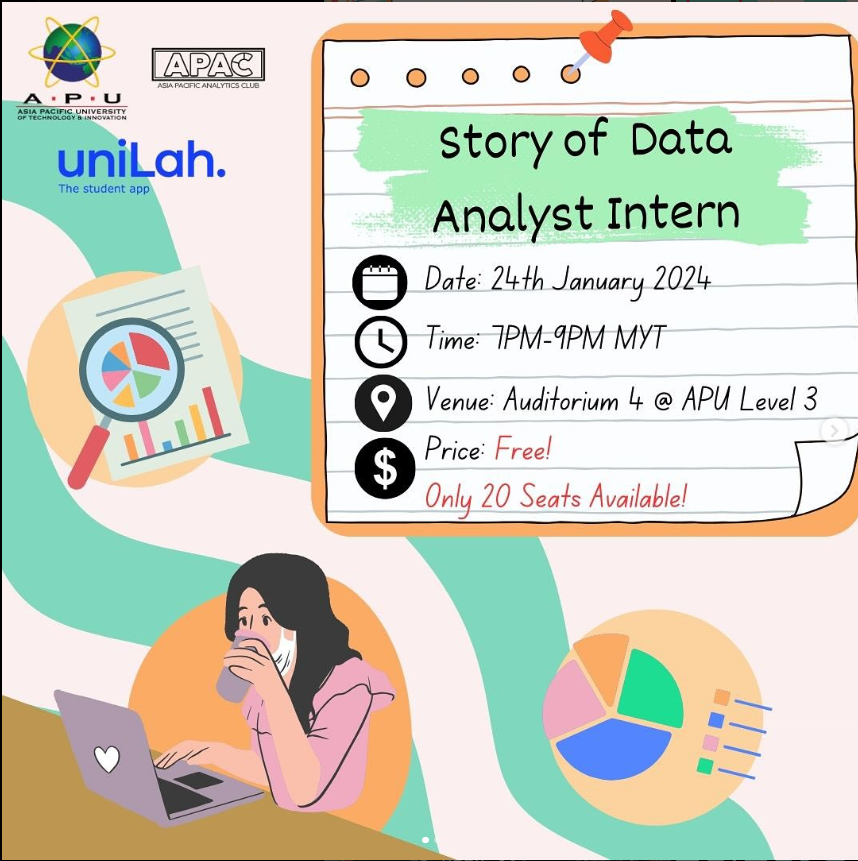 A·P·U
ASIA PACIFIC UNIVERSITY
OF TECHNOLOGY & INNOVATION
APAC
ASIA PACIFIC ANALYTICS CLUB
uniLah.
The student app
Story of Data
Analyst Intern
Date: 24th January 2024
Time: 7PM-9PM MYT
Venue: Auditorium 4 @ APU Level 3
$
Price: Free!
Only 20 Seats Available!